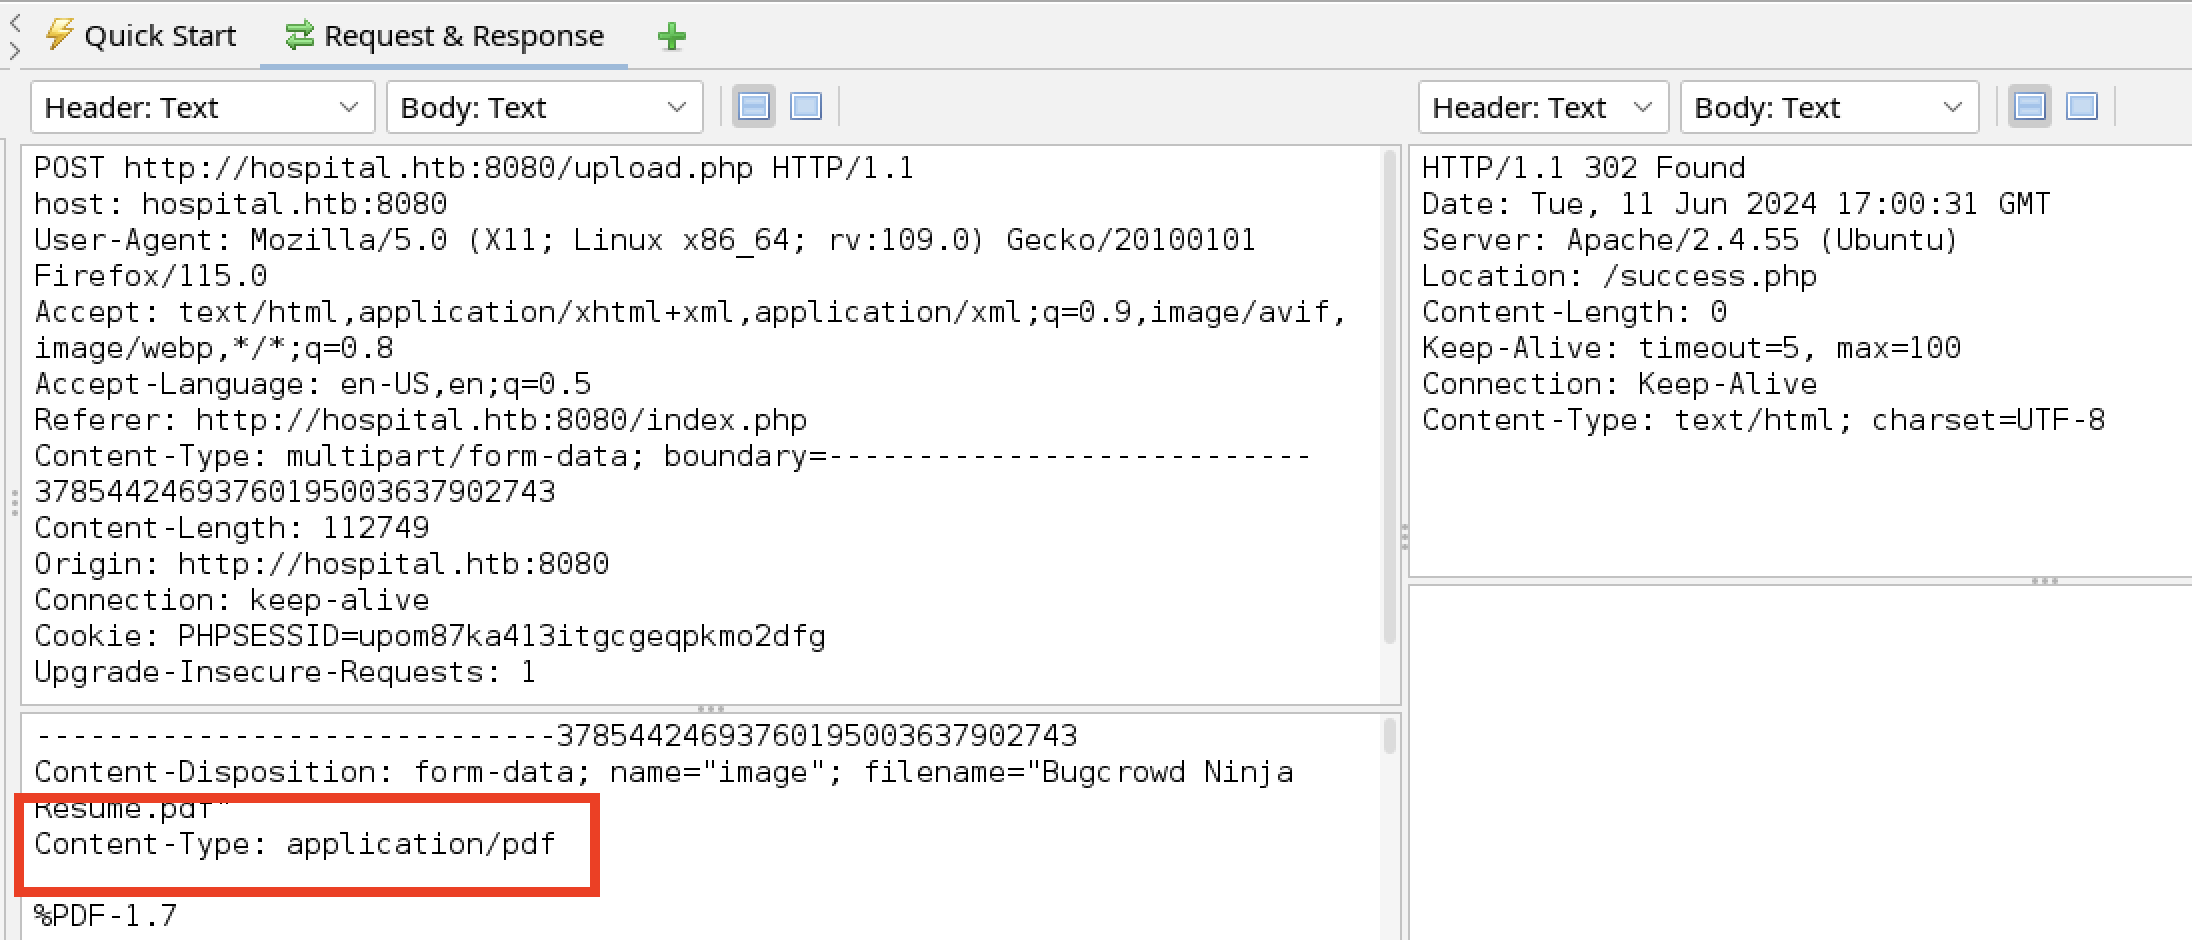 Quick Start
Request & Response
Header: Text
Body: Text
POST http://hospital.htb:8080/upload.php HTTP/1.1
host: hospital.htb:8080
User-Agent: Mozilla/5.0 (X11; Linux x86_64; rv:109.0) Gecko/20100101
Firefox/115.0
Accept: text/html,application/xhtml+xml,application/xml;q=0.9,image/avif,
image/webp,*/*;q=0.8
Accept-Language: en-US,en;q=0.5
Referer: http://hospital.htb:8080/index.php
Content-Type: multipart/form-data; boundary=---------------------------
378544246937601950036379​02743
Content-Length: 112749
Origin: http://hospital.htb:8080
Connection: keep-alive
Cookie: PHPSESSID=upom87ka413itgcgeqpkmo2dfg
Upgrade-Insecure-Requests: 1
-----------------------------37854424693760195003637902743
Content-Disposition: form-data; name="image"; filename="Bugcrowd Ninja
Resume.pdf"
Content-Type: application/pdf
%PDF-1.7
Header: Text
Body: Text
HTTP/1.1 302 Found
Date: Tue, 11 Jun 2024 17:00:31 GMT
Server: Apache/2.4.55 (Ubuntu)
Location: /success.php
Content-Length: 0
Keep-Alive: timeout=5, max=100
Connection: Keep-Alive
Content-Type: text/html; charset=UTF-8